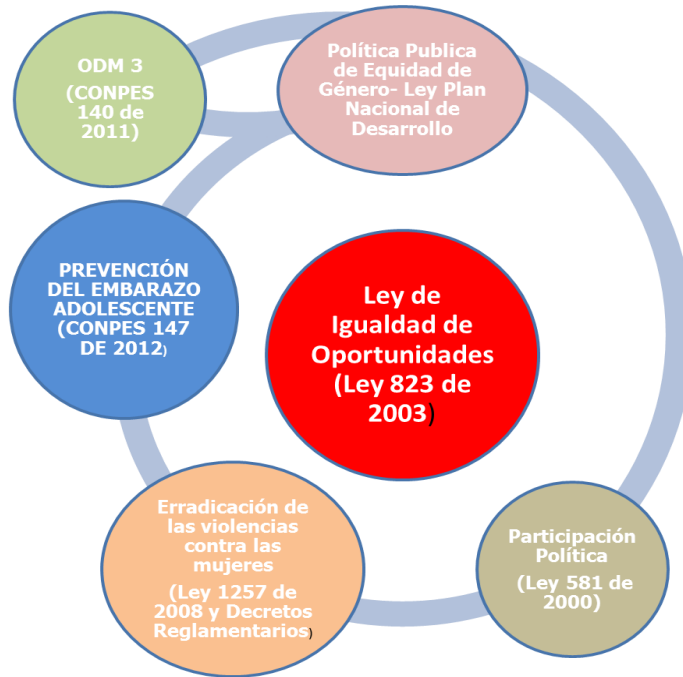 ODM 3
(CONPES
140 de
2011)
Política Publica
de Equidad de
Género- Ley Plan
Nacional de
Desarrollo
PREVENCIÓN
DEL EMBARAZO
ADOLESCENTE
(CONPES 147
DE 2012)
Ley de
Igualdad de
Oportunidades
(Ley 823 de
2003)
Erradicación de
las violencias
contra las
mujeres
(Ley 1257 de
2008 y Decretos
Reglamentarios)
Participación
Política
(Ley 581 de
2000)